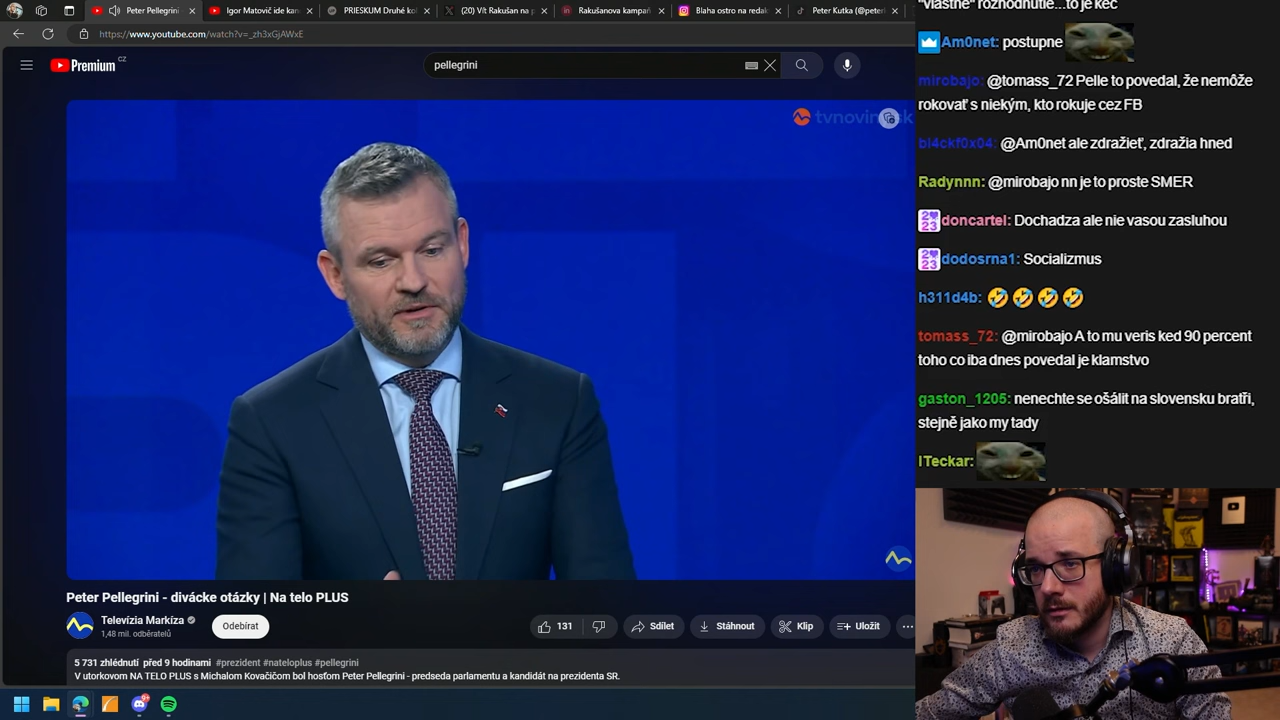 Peter Pellegrini
Igor Matovič ide kan
PRIESKUM Druhé kol
(20) Vít Rakušan na p
Rakušanova kampaň
Blaha ostro na redak
Peter Kutka (@peter
https://www.youtube.com/watch?v=_zh3xGjAWxE
Premium CZ
pellegrini
Peter Pellegrini - divácke otázky | Na telo PLUS
Televízia Markíza
1,48 mil. odběratelů
Odebírat
131
Sdílet
Stáhnout
Klip
Uložit
5 731 zhlédnutí před 9 hodinami #prezident #nateloplus #pellegrini
V utorkovom NA TELO PLUS s Michalom Kovačičom bol hosťom Peter Pellegrini - predseda parlamentu a kandidát na prezidenta SR.
"vlastne" rozhodnutie...to je kec
Am0net: postupne
mirobajo: @tomass_72 Pelle to povedal, že nemôže
rokovať s niekým, kto rokuje cez FB
bl4ckf0x04: @Am0net ale zdražieť, zdražia hned
Radynnn: @mirobajo nn je to proste SMER
doncartel: Dochadza ale nie vasou zasluhou
dodosrna1: Socializmus
h311d4b: 🤣 🤣 🤣 🤣
tomass_72: @mirobajo A to mu veris ked 90 percent
toho co iba dnes povedal je klamstvo
gaston_1205: nenechte se ošálit na slovensku bratři,
stejně jako my tady
ITeckar: